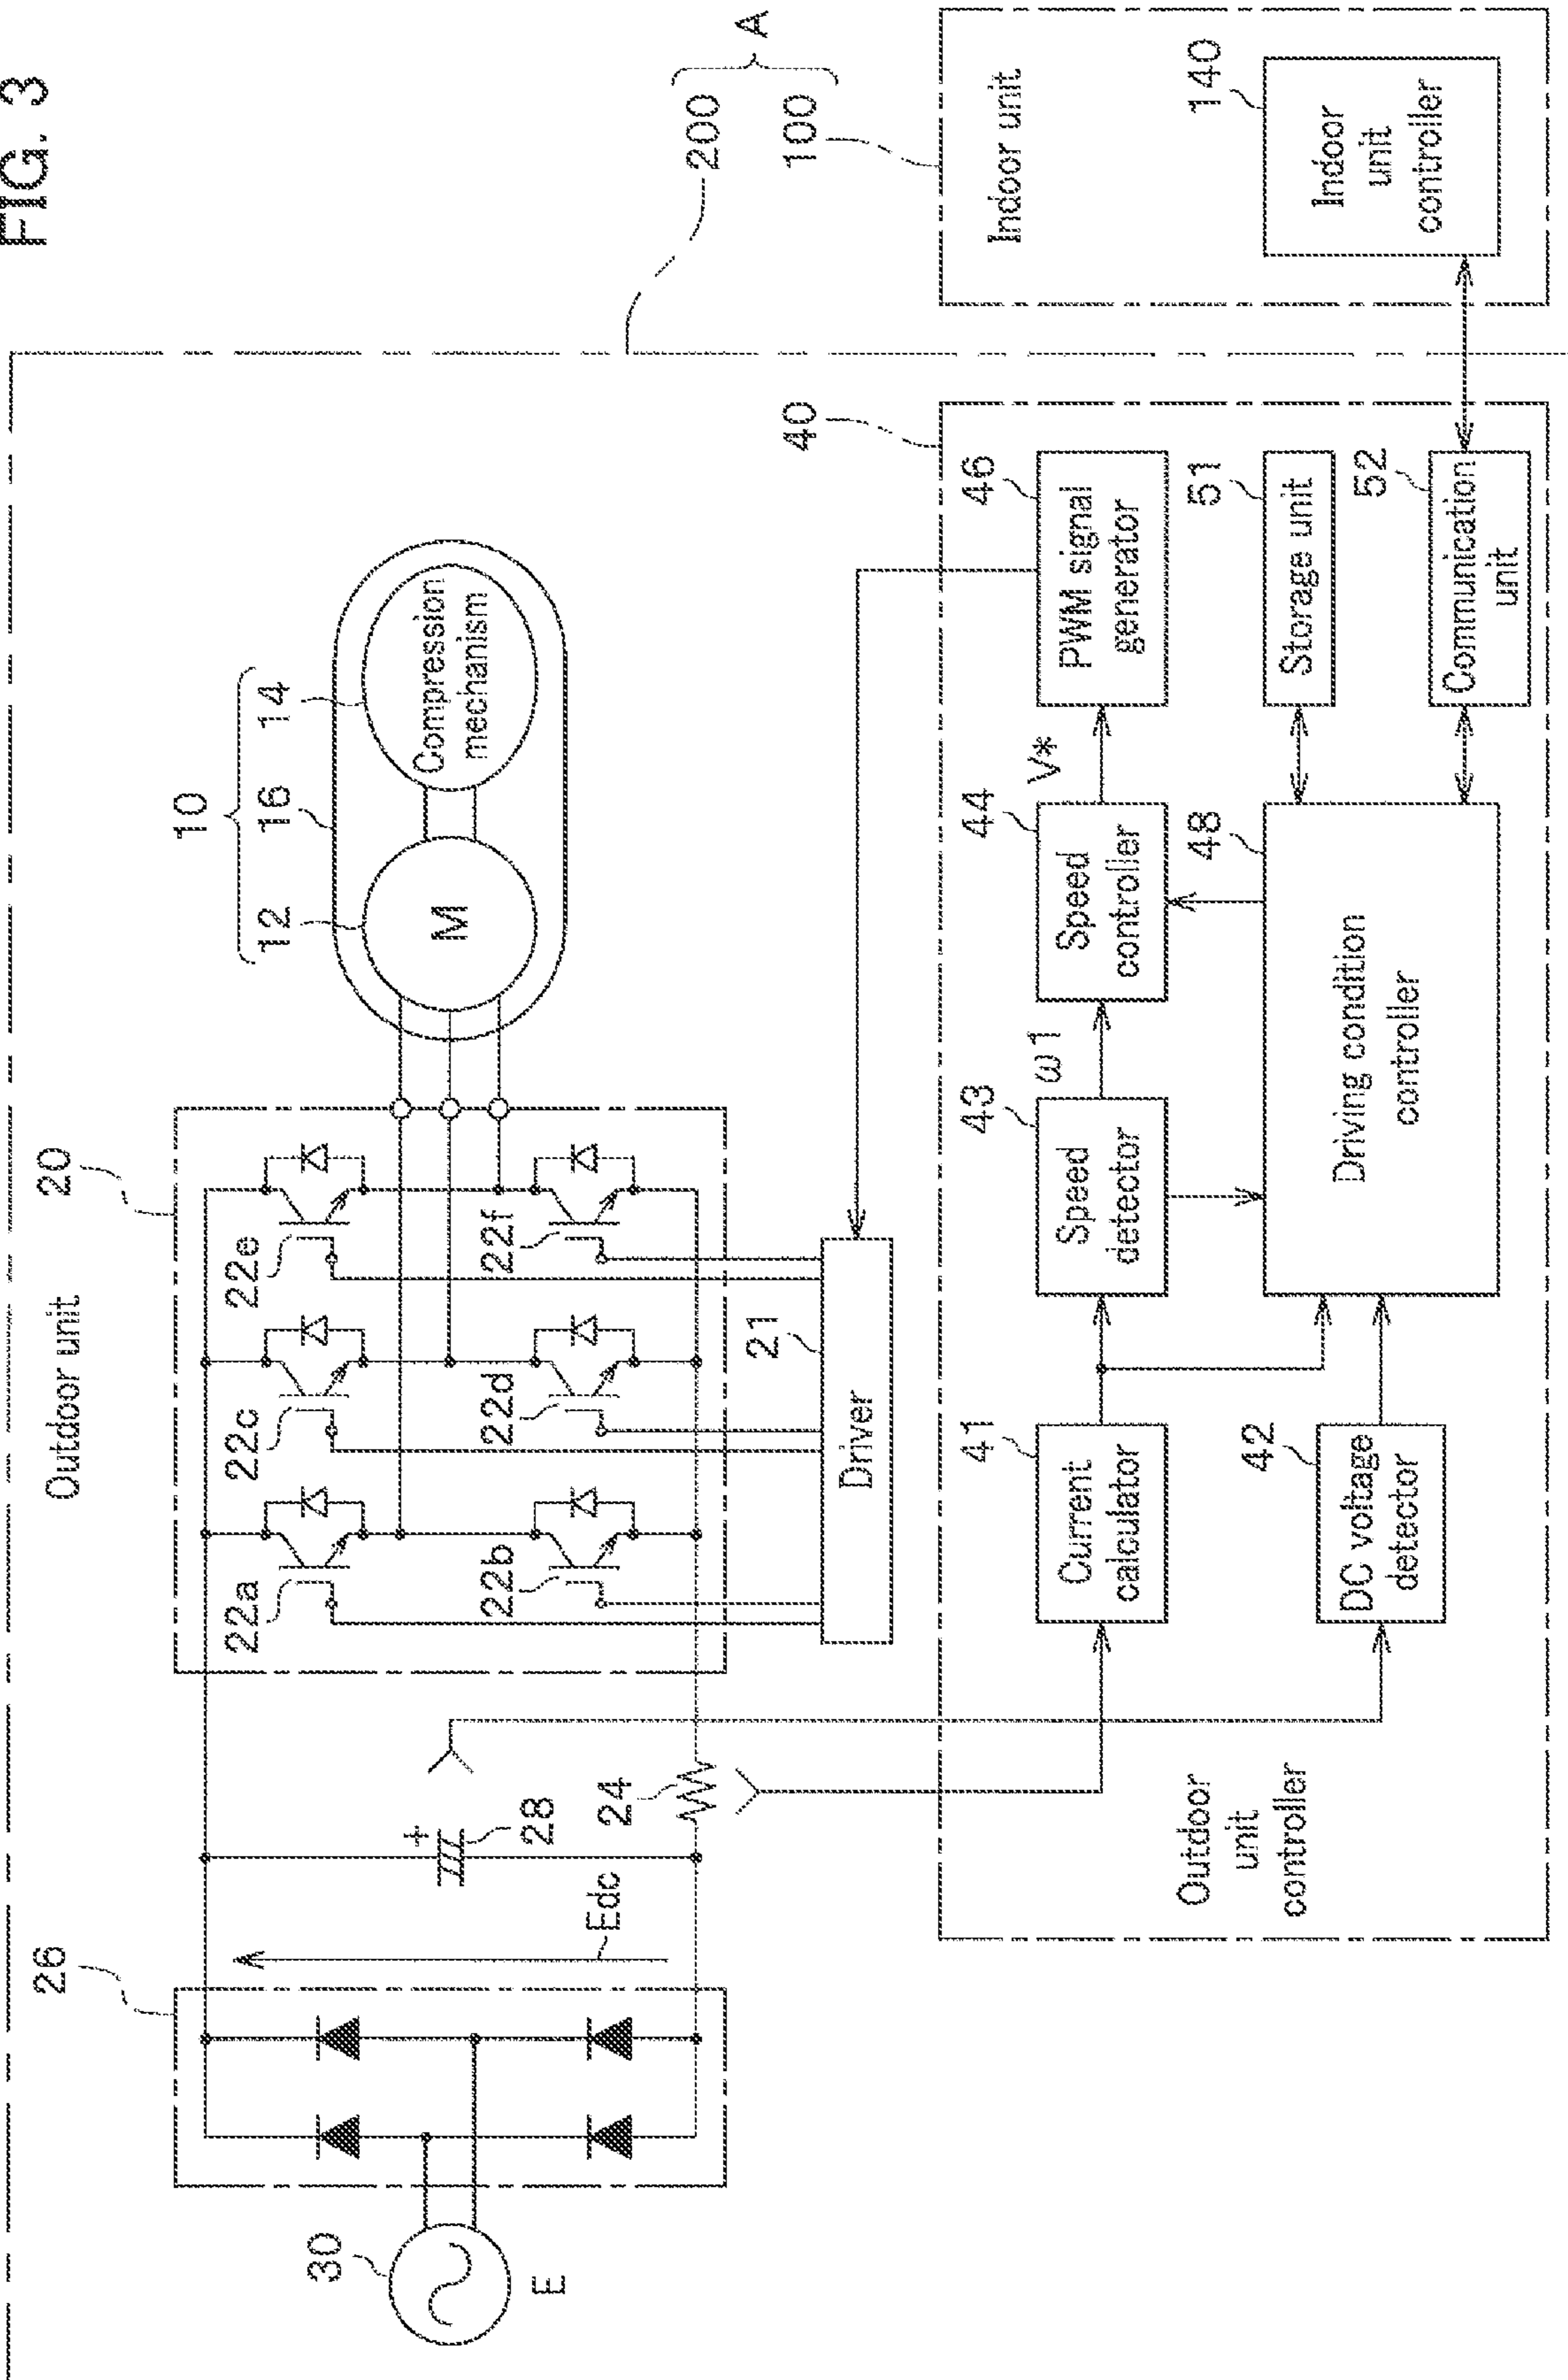 FIG. 3
Outdoor unit
200
100
A
26
20
10
12
16
14
30
E
Edc
+
28
24
22a
22b
22c
22d
22e
22f
M
Compression
mechanism
21
Driver
40
Outdoor
unit
controller
41
Current
calculator
42
DC voltage
detector
43
Speed
detector
ω1
44
Speed
controller
V*
46
PWM signal
generator
48
Driving condition
controller
51
Storage unit
52
Communication
unit
Indoor unit
140
Indoor
unit
controller